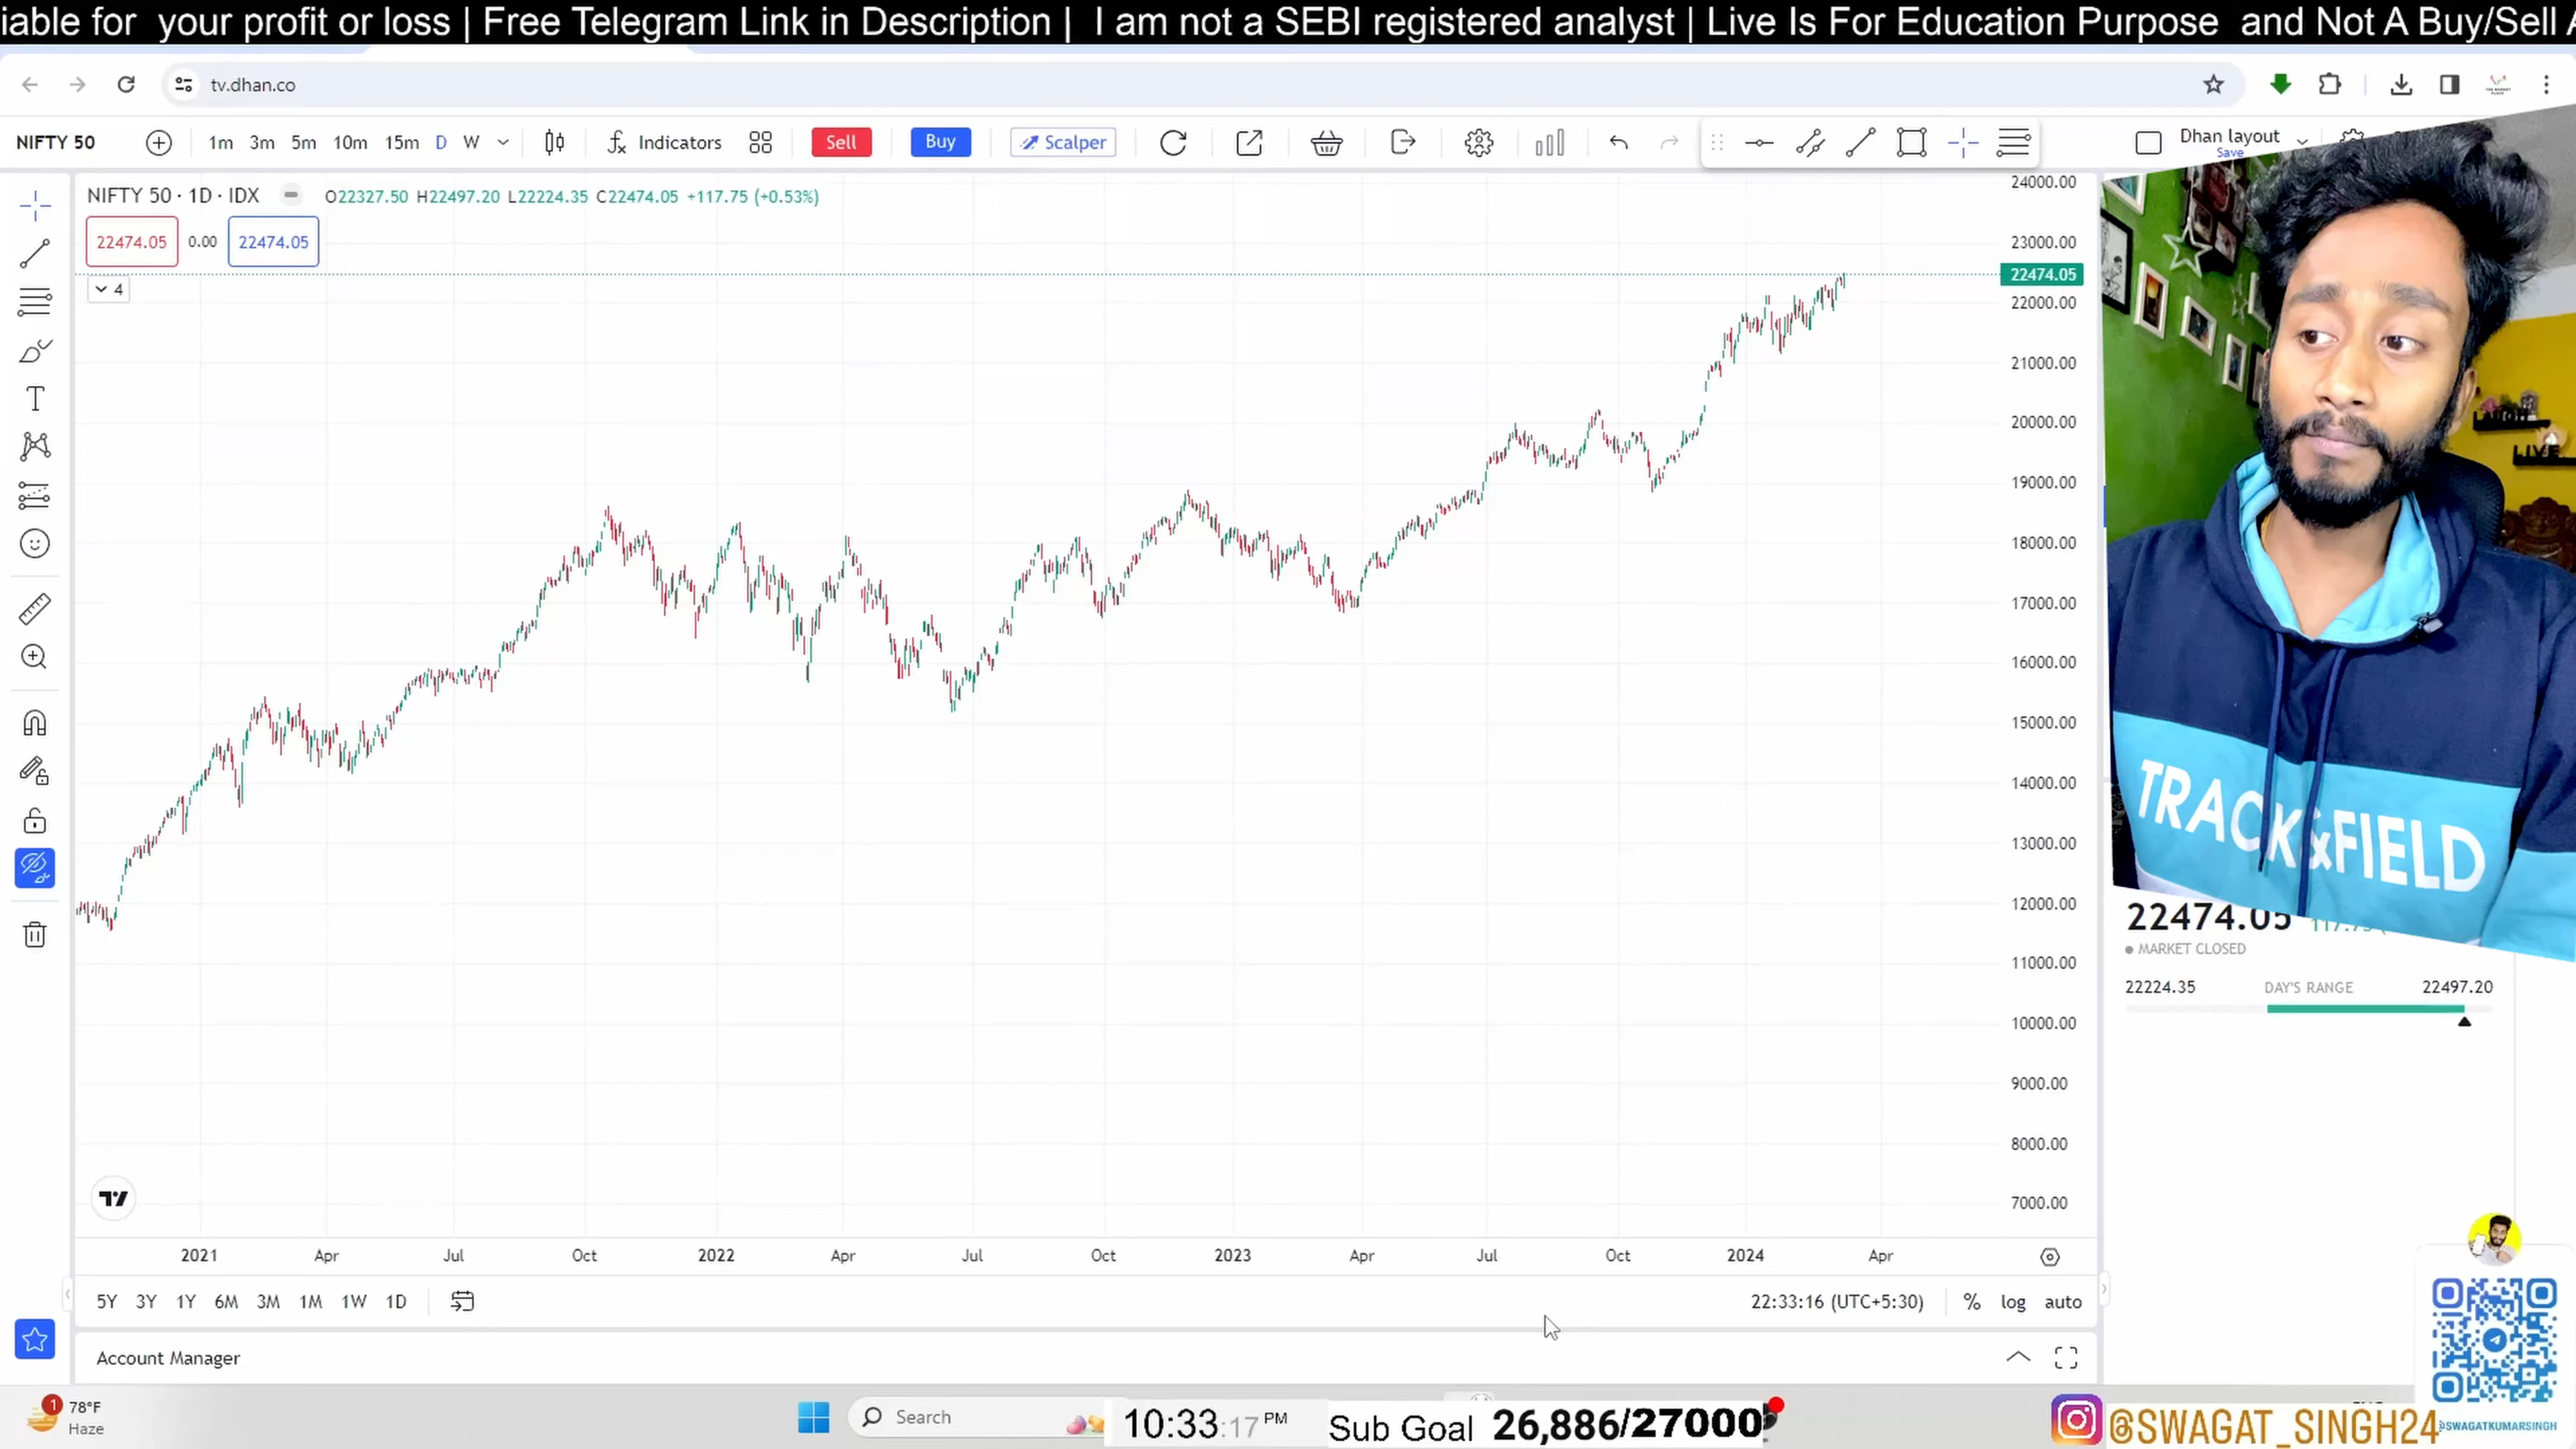 iable for your profit or loss | Free Telegram Link in Description | I am not a SEBI registered analyst | Live Is For Education Purpose and Not A Buy/Sell A
tv.dhan.co
NIFTY 50 1m 3m 5m 10m 15m D W Indicators Sell Buy Scalper Dhan layout
Save
NIFTY 50 · 1D · IDX O22327.50 H22497.20 L22224.35 C22474.05 +117.75 (+0.53%)
22474.05 0.00 22474.05
4
24000.00
23000.00
22474.05
22000.00
21000.00
20000.00
19000.00
18000.00
17000.00
16000.00
15000.00
14000.00
13000.00
12000.00
11000.00
10000.00
9000.00
8000.00
7000.00
LIVE
TRACK&FIELD
22474.05
MARKET CLOSED
22224.35 DAY'S RANGE 22497.20
2021 Apr Jul Oct 2022 Apr Jul Oct 2023 Apr Jul Oct 2024 Apr
5Y 3Y 1Y 6M 3M 1M 1W 1D 22:33:16 (UTC+5:30) % log auto
Account Manager
1
78°F
Haze
Search
10:33:17 PM
Sub Goal 26,886/27000
@SWAGAT_SINGH24
@SWAGATKUMARSINGH